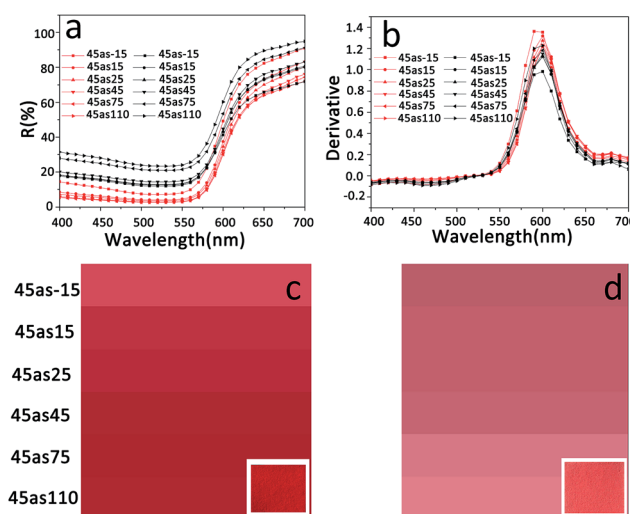 a
100
80
60
40
20
0
R(%)
45as-15 45as-15
45as15 45as15
45as25 45as25
45as45 45as45
45as75 45as75
45as110 45as110
400 450 500 550 600 650 700
Wavelength(nm)
b
1.4
1.2
1.0
0.8
0.6
0.4
0.2
0.0
-0.2
Derivative
45as-15 45as-15
45as15 45as15
45as25 45as25
45as45 45as45
45as75 45as75
45as110 45as110
400 450 500 550 600 650 700
Wavelength(nm)
c
45as-15
45as15
45as25
45as45
45as75
45as110
d